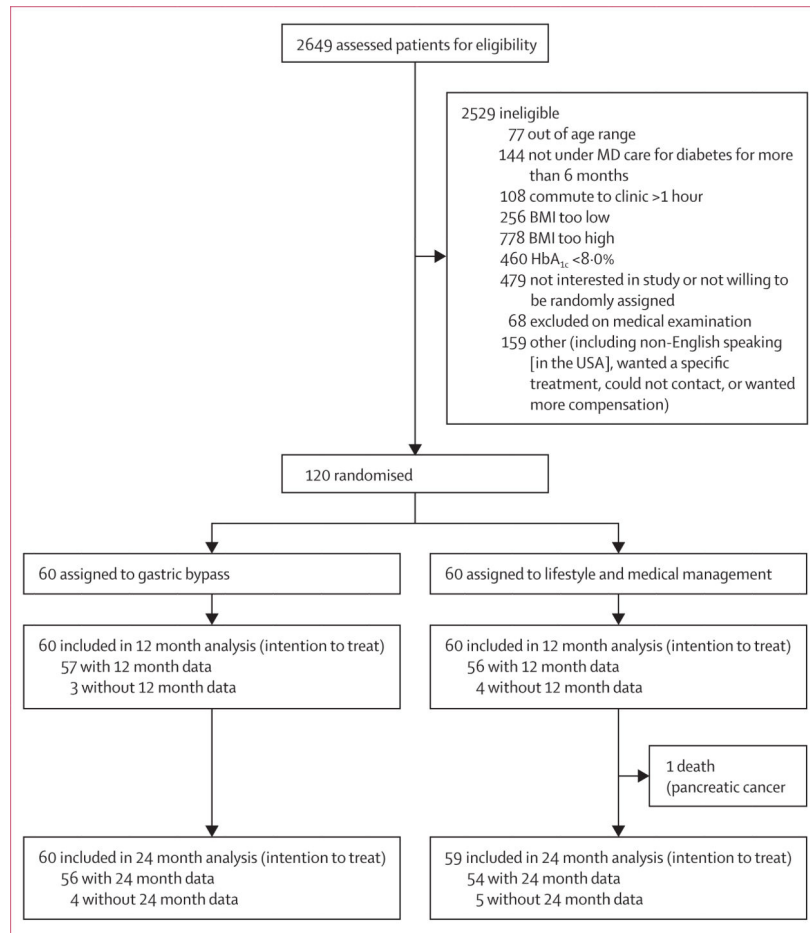 2649 assessed patients for eligibility
2529 ineligible
77 out of age range
144 not under MD care for diabetes for more
than 6 months
108 commute to clinic >1 hour
256 BMI too low
778 BMI too high
460 HbA1c <8·0%
479 not interested in study or not willing to
be randomly assigned
68 excluded on medical examination
159 other (including non-English speaking
[in the USA], wanted a specific
treatment, could not contact, or wanted
more compensation)
120 randomised
60 assigned to gastric bypass
60 assigned to lifestyle and medical management
60 included in 12 month analysis (intention to treat)
57 with 12 month data
3 without 12 month data
60 included in 12 month analysis (intention to treat)
56 with 12 month data
4 without 12 month data
1 death
(pancreatic cancer
60 included in 24 month analysis (intention to treat)
56 with 24 month data
4 without 24 month data
59 included in 24 month analysis (intention to treat)
54 with 24 month data
5 without 24 month data